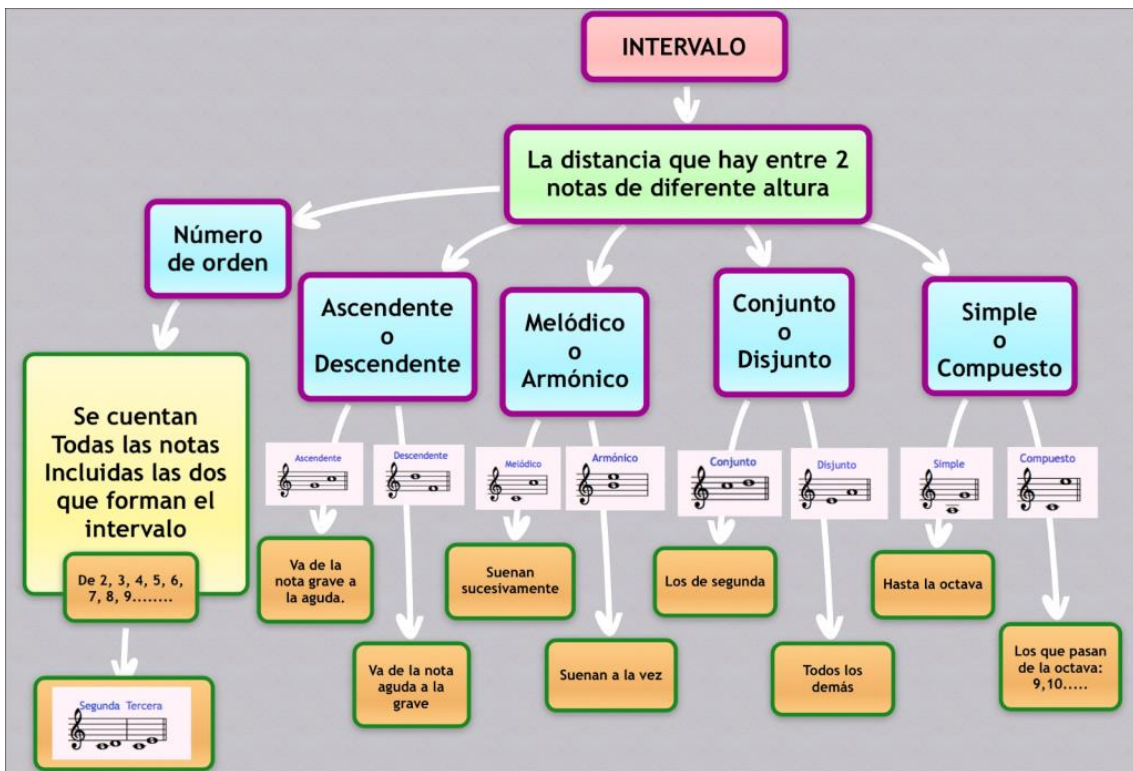 INTERVALO
La distancia que hay entre 2
notas de diferente altura
Número
de orden
Se cuentan
Todas las notas
Incluidas las dos
que forman el
intervalo
De 2, 3, 4, 5, 6,
7, 8, 9........
Segunda Tercera
Ascendente
o
Descendente
Ascendente
Va de la
nota grave a
la aguda.
Descendente
Va de la nota
aguda a la
grave
Melódico
o
Armónico
Melódico
Suenan
sucesivamente
Armónico
Suenan a la vez
Conjunto
o
Disjunto
Conjunto
Los de segunda
Disjunto
Todos los
demás
Simple
o
Compuesto
Simple
Hasta la octava
Compuesto
Los que pasan
de la octava:
9,10.....